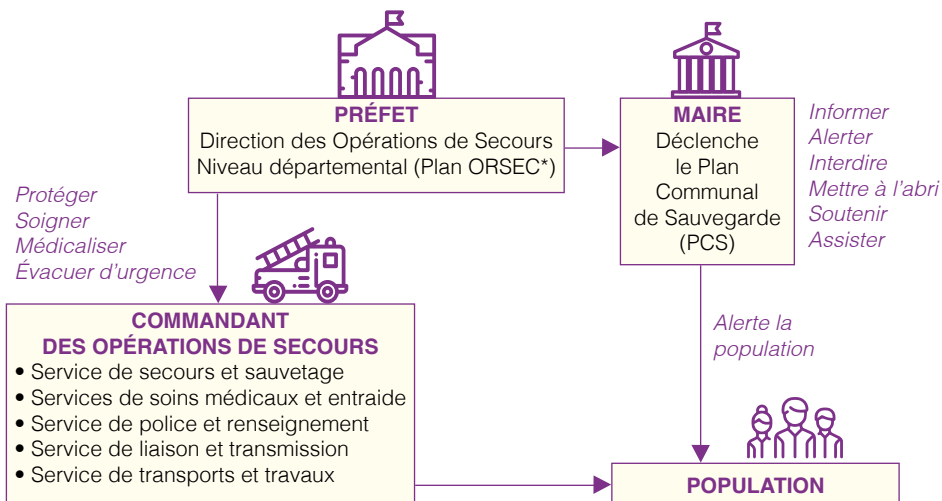 PRÉFET
Direction des Opérations de Secours
Niveau départemental (Plan ORSEC*)
MAIRE
Déclenche
le Plan
Communal
de Sauvegarde
(PCS)
Informer
Alerter
Interdire
Mettre à l'abri
Soutenir
Assister
Protéger
Soigner
Médicaliser
Évacuer d'urgence
COMMANDANT
DES OPÉRATIONS DE SECOURS
• Service de secours et sauvetage
• Services de soins médicaux et entraide
• Service de police et renseignement
• Service de liaison et transmission
• Service de transports et travaux
Alerte la
population
POPULATION